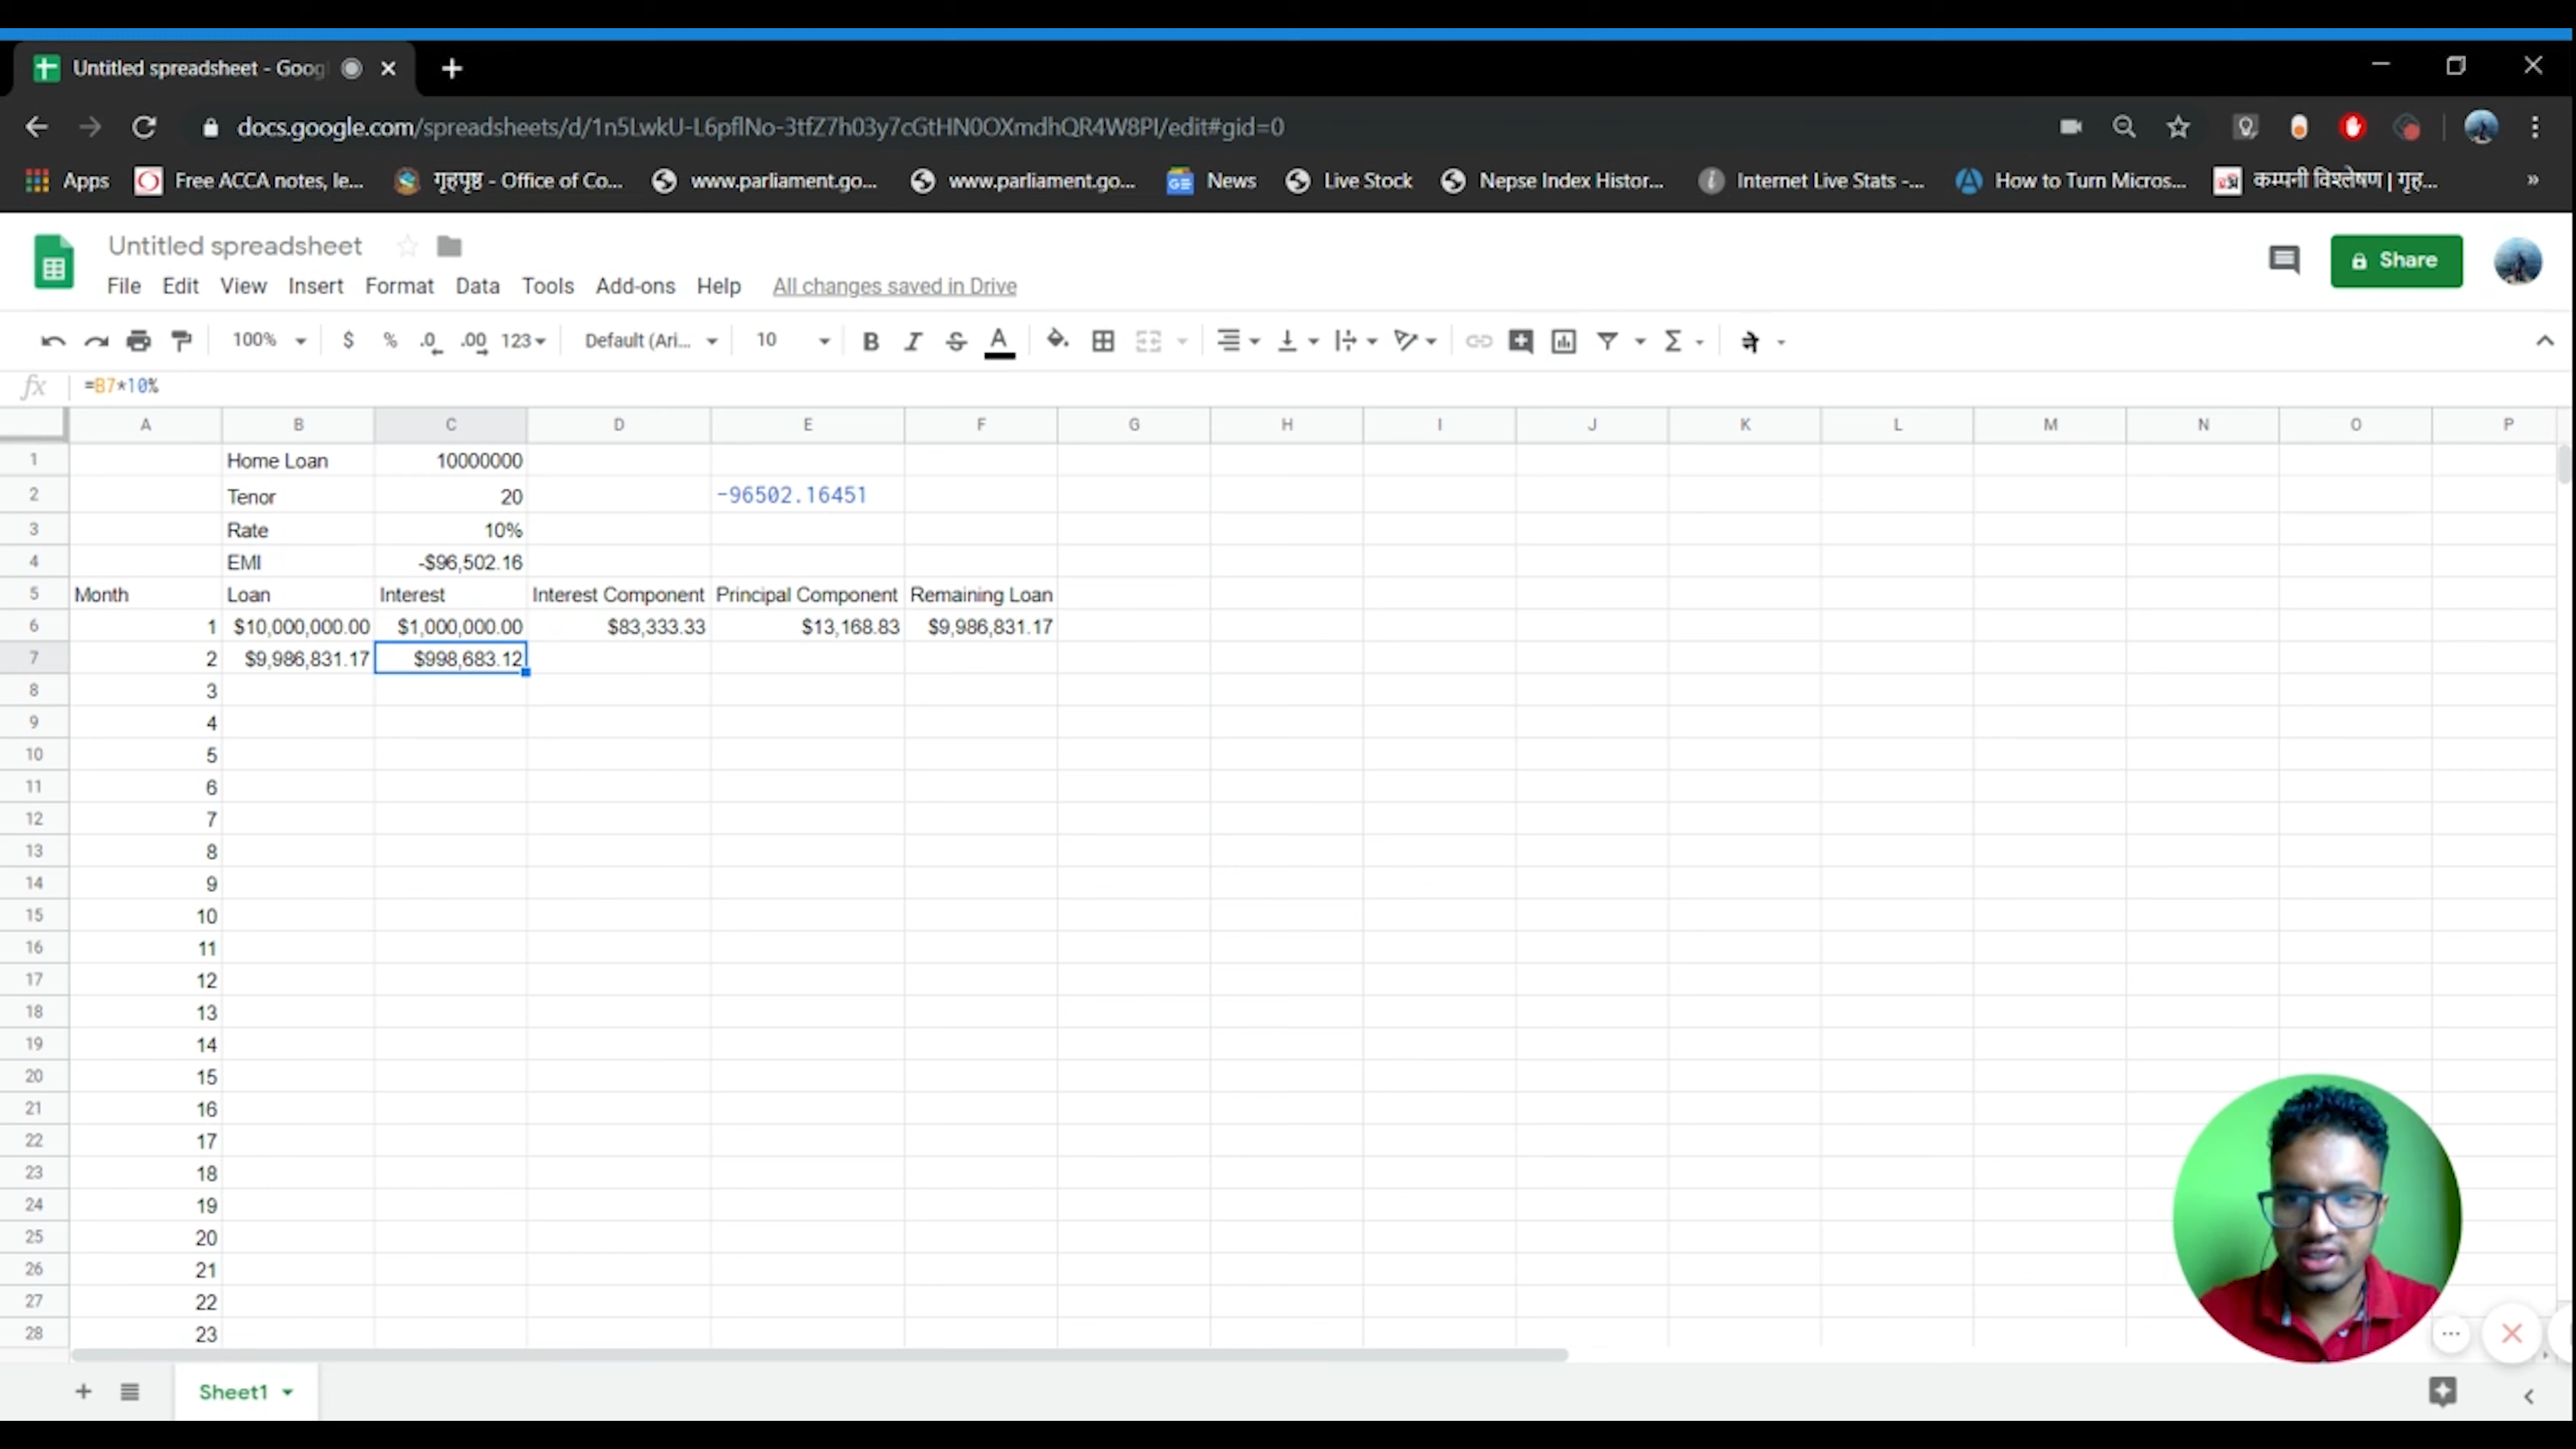 Untitled spreadsheet - Goog
docs.google.com/spreadsheets/d/1n5LwkU-L6pflNo-3tfZ7h03y7cGtHN0OXmdhQR4W8PI/edit#gid=0
Apps Free ACCA notes, le... गृहपृष्ठ - Office of Co... www.parliament.go... www.parliament.go... News Live Stock Nepse Index Histor... Internet Live Stats -... How to Turn Micros... कम्पनी विश्लेषण | गृह... »
Untitled spreadsheet
Share
File Edit View Insert Format Data Tools Add-ons Help All changes saved in Drive
100% $ % .0 .00 123 Default (Ari... 10 B I S A Σ ने
fx =B7*10%
A B C D E F G H I J K L M N O P
1 Home Loan 10000000
2 Tenor 20 -96502.16451
3 Rate 10%
4 EMI -$96,502.16
5 Month Loan Interest Interest Component Principal Component Remaining Loan
6 1 $10,000,000.00 $1,000,000.00 $83,333.33 $13,168.83 $9,986,831.17
7 2 $9,986,831.17 $998,683.12
8 3
9 4
10 5
11 6
12 7
13 8
14 9
15 10
16 11
17 12
18 13
19 14
20 15
21 16
22 17
23 18
24 19
25 20
26 21
27 22
28 23
Sheet1